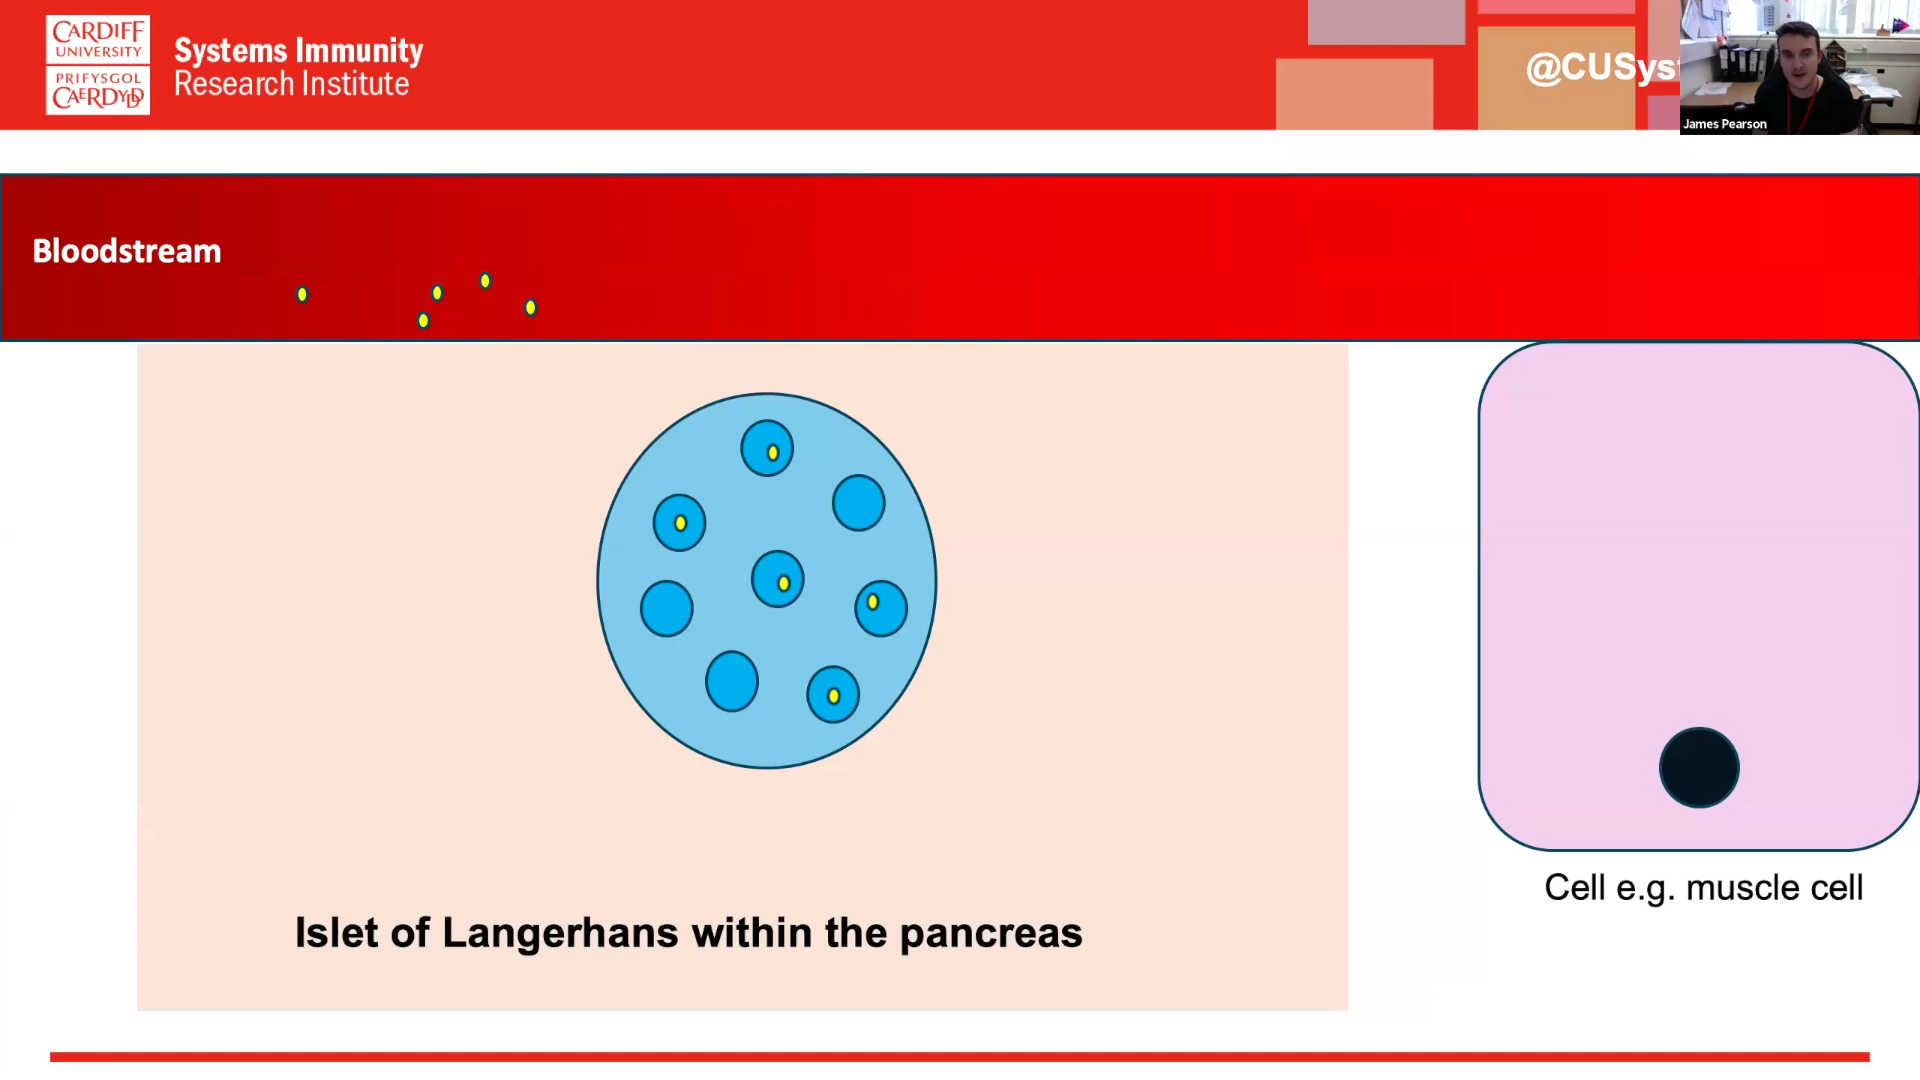 CARDIFF
UNIVERSITY
PRIFYSGOL
CAERDYDD
Systems Immunity
Research Institute
@CUSys
James Pearson
Bloodstream
Cell e.g. muscle cell
Islet of Langerhans within the pancreas